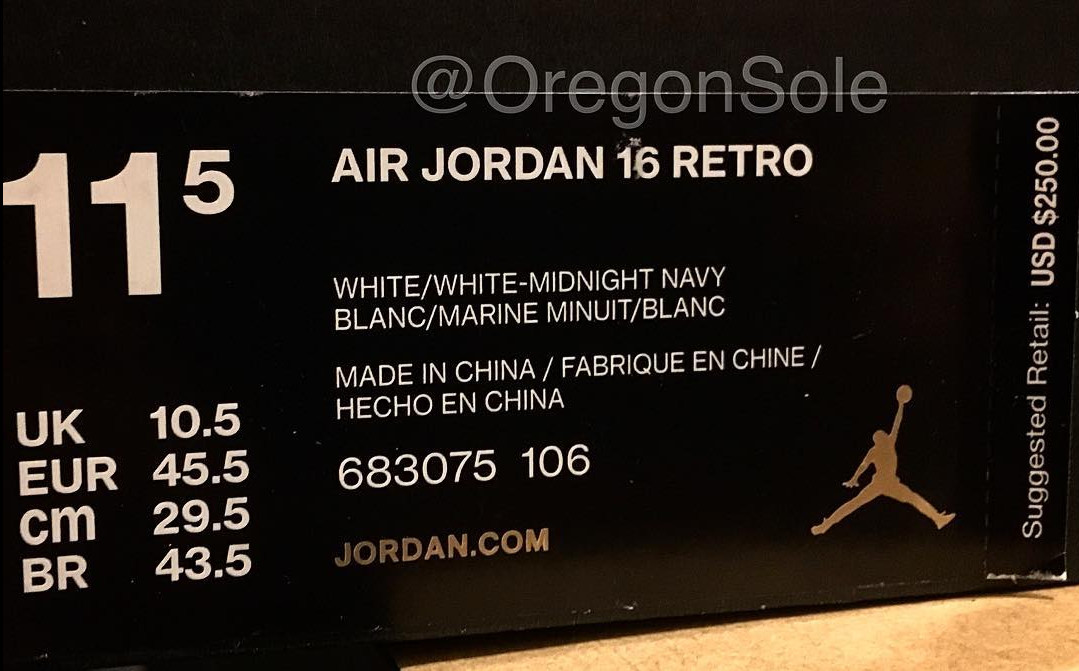 @OregonSole
11 5
AIR JORDAN 16 RETRO
WHITE/WHITE-MIDNIGHT NAVY
BLANC/MARINE MINUIT/BLANC
MADE IN CHINA / FABRIQUE EN CHINE /
HECHO EN CHINA
683075 106
JORDAN.COM
UK 10.5
EUR 45.5
cm 29.5
BR 43.5
Suggested Retail: USD $250.00